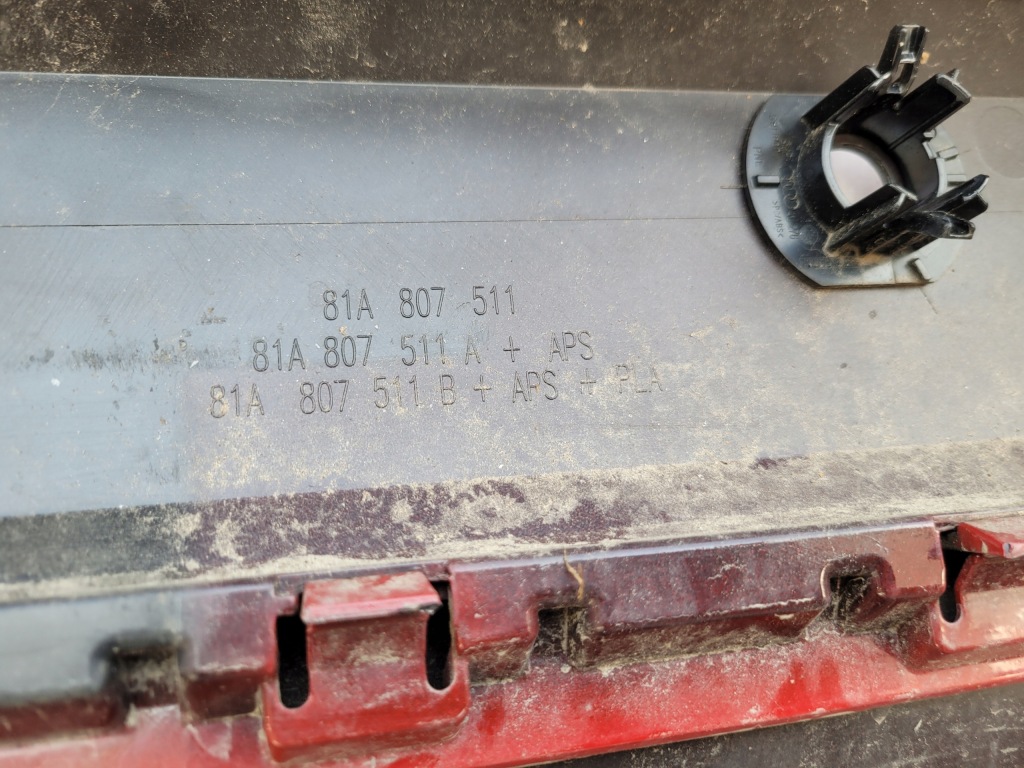 81A 807 511
81A 807 511 A + APS
81A 807 511 B + APS + PLA